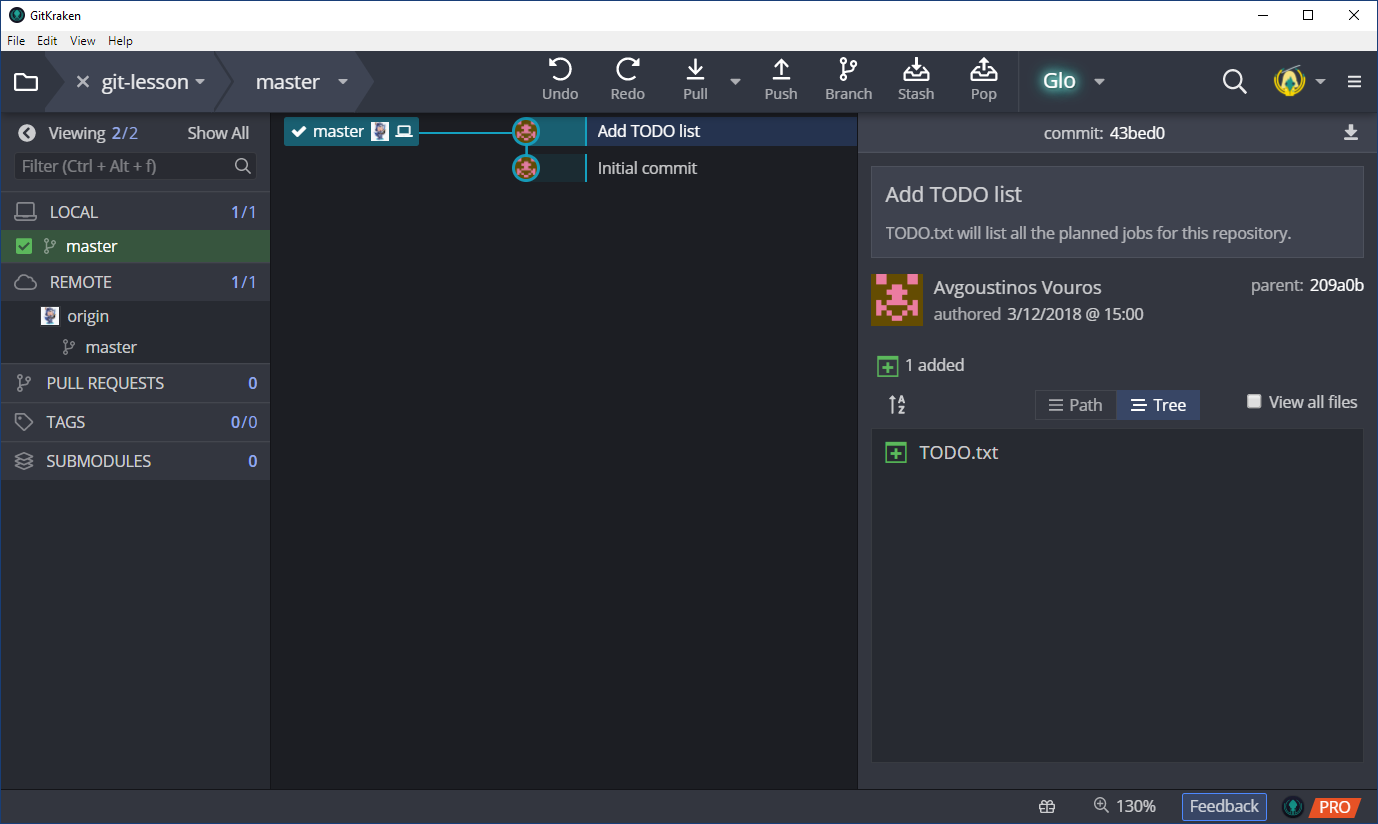 GitKraken
File Edit View Help
git-lesson
master
Undo
Redo
Pull
Push
Branch
Stash
Pop
Glo
Viewing 2/2 Show All
Filter (Ctrl + Alt + f)
LOCAL 1/1
master
REMOTE 1/1
origin
master
PULL REQUESTS 0
TAGS 0/0
SUBMODULES 0
master
Add TODO list
Initial commit
commit: 43bed0
Add TODO list
TODO.txt will list all the planned jobs for this repository.
Avgoustinos Vouros
authored 3/12/2018 @ 15:00
parent: 209a0b
1 added
A Z
Path
Tree
View all files
TODO.txt
130%
Feedback
PRO